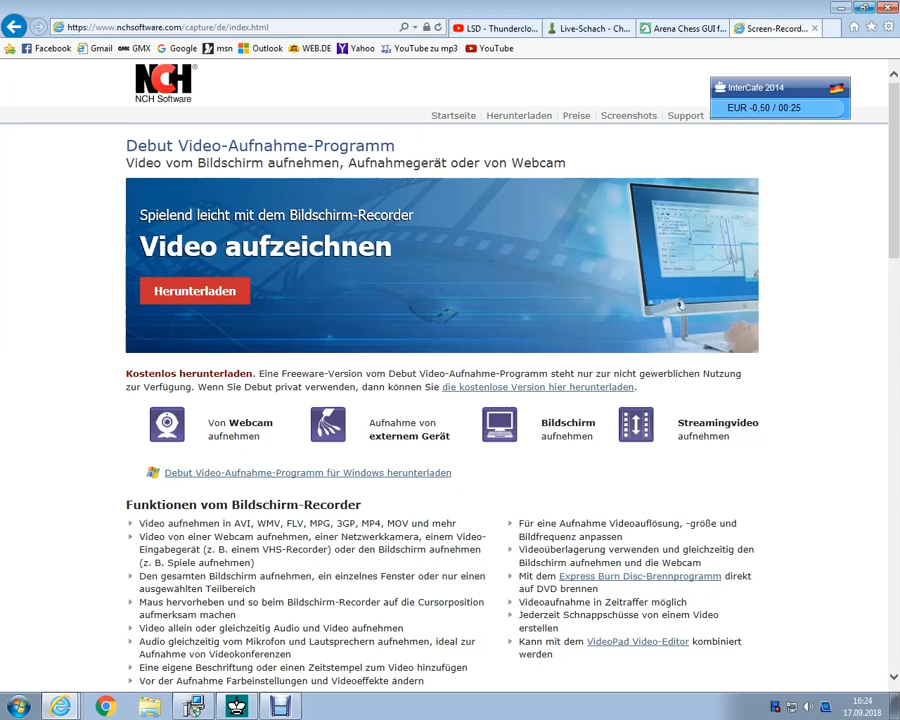 https://www.nchsoftware.com/capture/de/index.html
LSD - Thunderclo...
Live-Schach - Ch...
Arena Chess GUI f...
Screen-Record...
Facebook
Gmail
GMX
Google
msn
Outlook
WEB.DE
Yahoo
YouTube zu mp3
YouTube
NCH
NCH Software
InterCafe 2014
EUR -0,50 / 00:25
Startseite
Herunterladen
Preise
Screenshots
Support
Debut Video-Aufnahme-Programm
Video vom Bildschirm aufnehmen, Aufnahmegerät oder von Webcam
Spielend leicht mit dem Bildschirm-Recorder
Video aufzeichnen
Herunterladen
Kostenlos herunterladen. Eine Freeware-Version vom Debut Video-Aufnahme-Programm steht nur zur nicht gewerblichen Nutzung
zur Verfügung. Wenn Sie Debut privat verwenden, dann können Sie die kostenlose Version hier herunterladen.
Von Webcam
aufnehmen
Aufnahme von
externem Gerät
Bildschirm
aufnehmen
Streamingvideo
aufnehmen
Debut Video-Aufnahme-Programm für Windows herunterladen
Funktionen vom Bildschirm-Recorder
Video aufnehmen in AVI, WMV, FLV, MPG, 3GP, MP4, MOV und mehr
Video von einer Webcam aufnehmen, einer Netzwerkkamera, einem Video-
Eingabegerät (z. B. einem VHS-Recorder) oder den Bildschirm aufnehmen
(z. B. Spiele aufnehmen)
Den gesamten Bildschirm aufnehmen, ein einzelnes Fenster oder nur einen
ausgewählten Teilbereich
Maus hervorheben und so beim Bildschirm-Recorder auf die Cursorposition
aufmerksam machen
Video allein oder gleichzeitig Audio und Video aufnehmen
Audio gleichzeitig vom Mikrofon und Lautsprechern aufnehmen, ideal zur
Aufnahme von Videokonferenzen
Eine eigene Beschriftung oder einen Zeitstempel zum Video hinzufügen
Vor der Aufnahme Farbeinstellungen und Videoeffekte ändern
Für eine Aufnahme Videoauflösung, -größe und
Bildfrequenz anpassen
Videoüberlagerung verwenden und gleichzeitig den
Bildschirm aufnehmen und die Webcam
Mit dem Express Burn Disc-Brennprogramm direkt
auf DVD brennen
Videoaufnahme in Zeitraffer möglich
Jederzeit Schnappschüsse von einem Video
erstellen
Kann mit dem VideoPad Video-Editor kombiniert
werden
16:24
17.09.2018